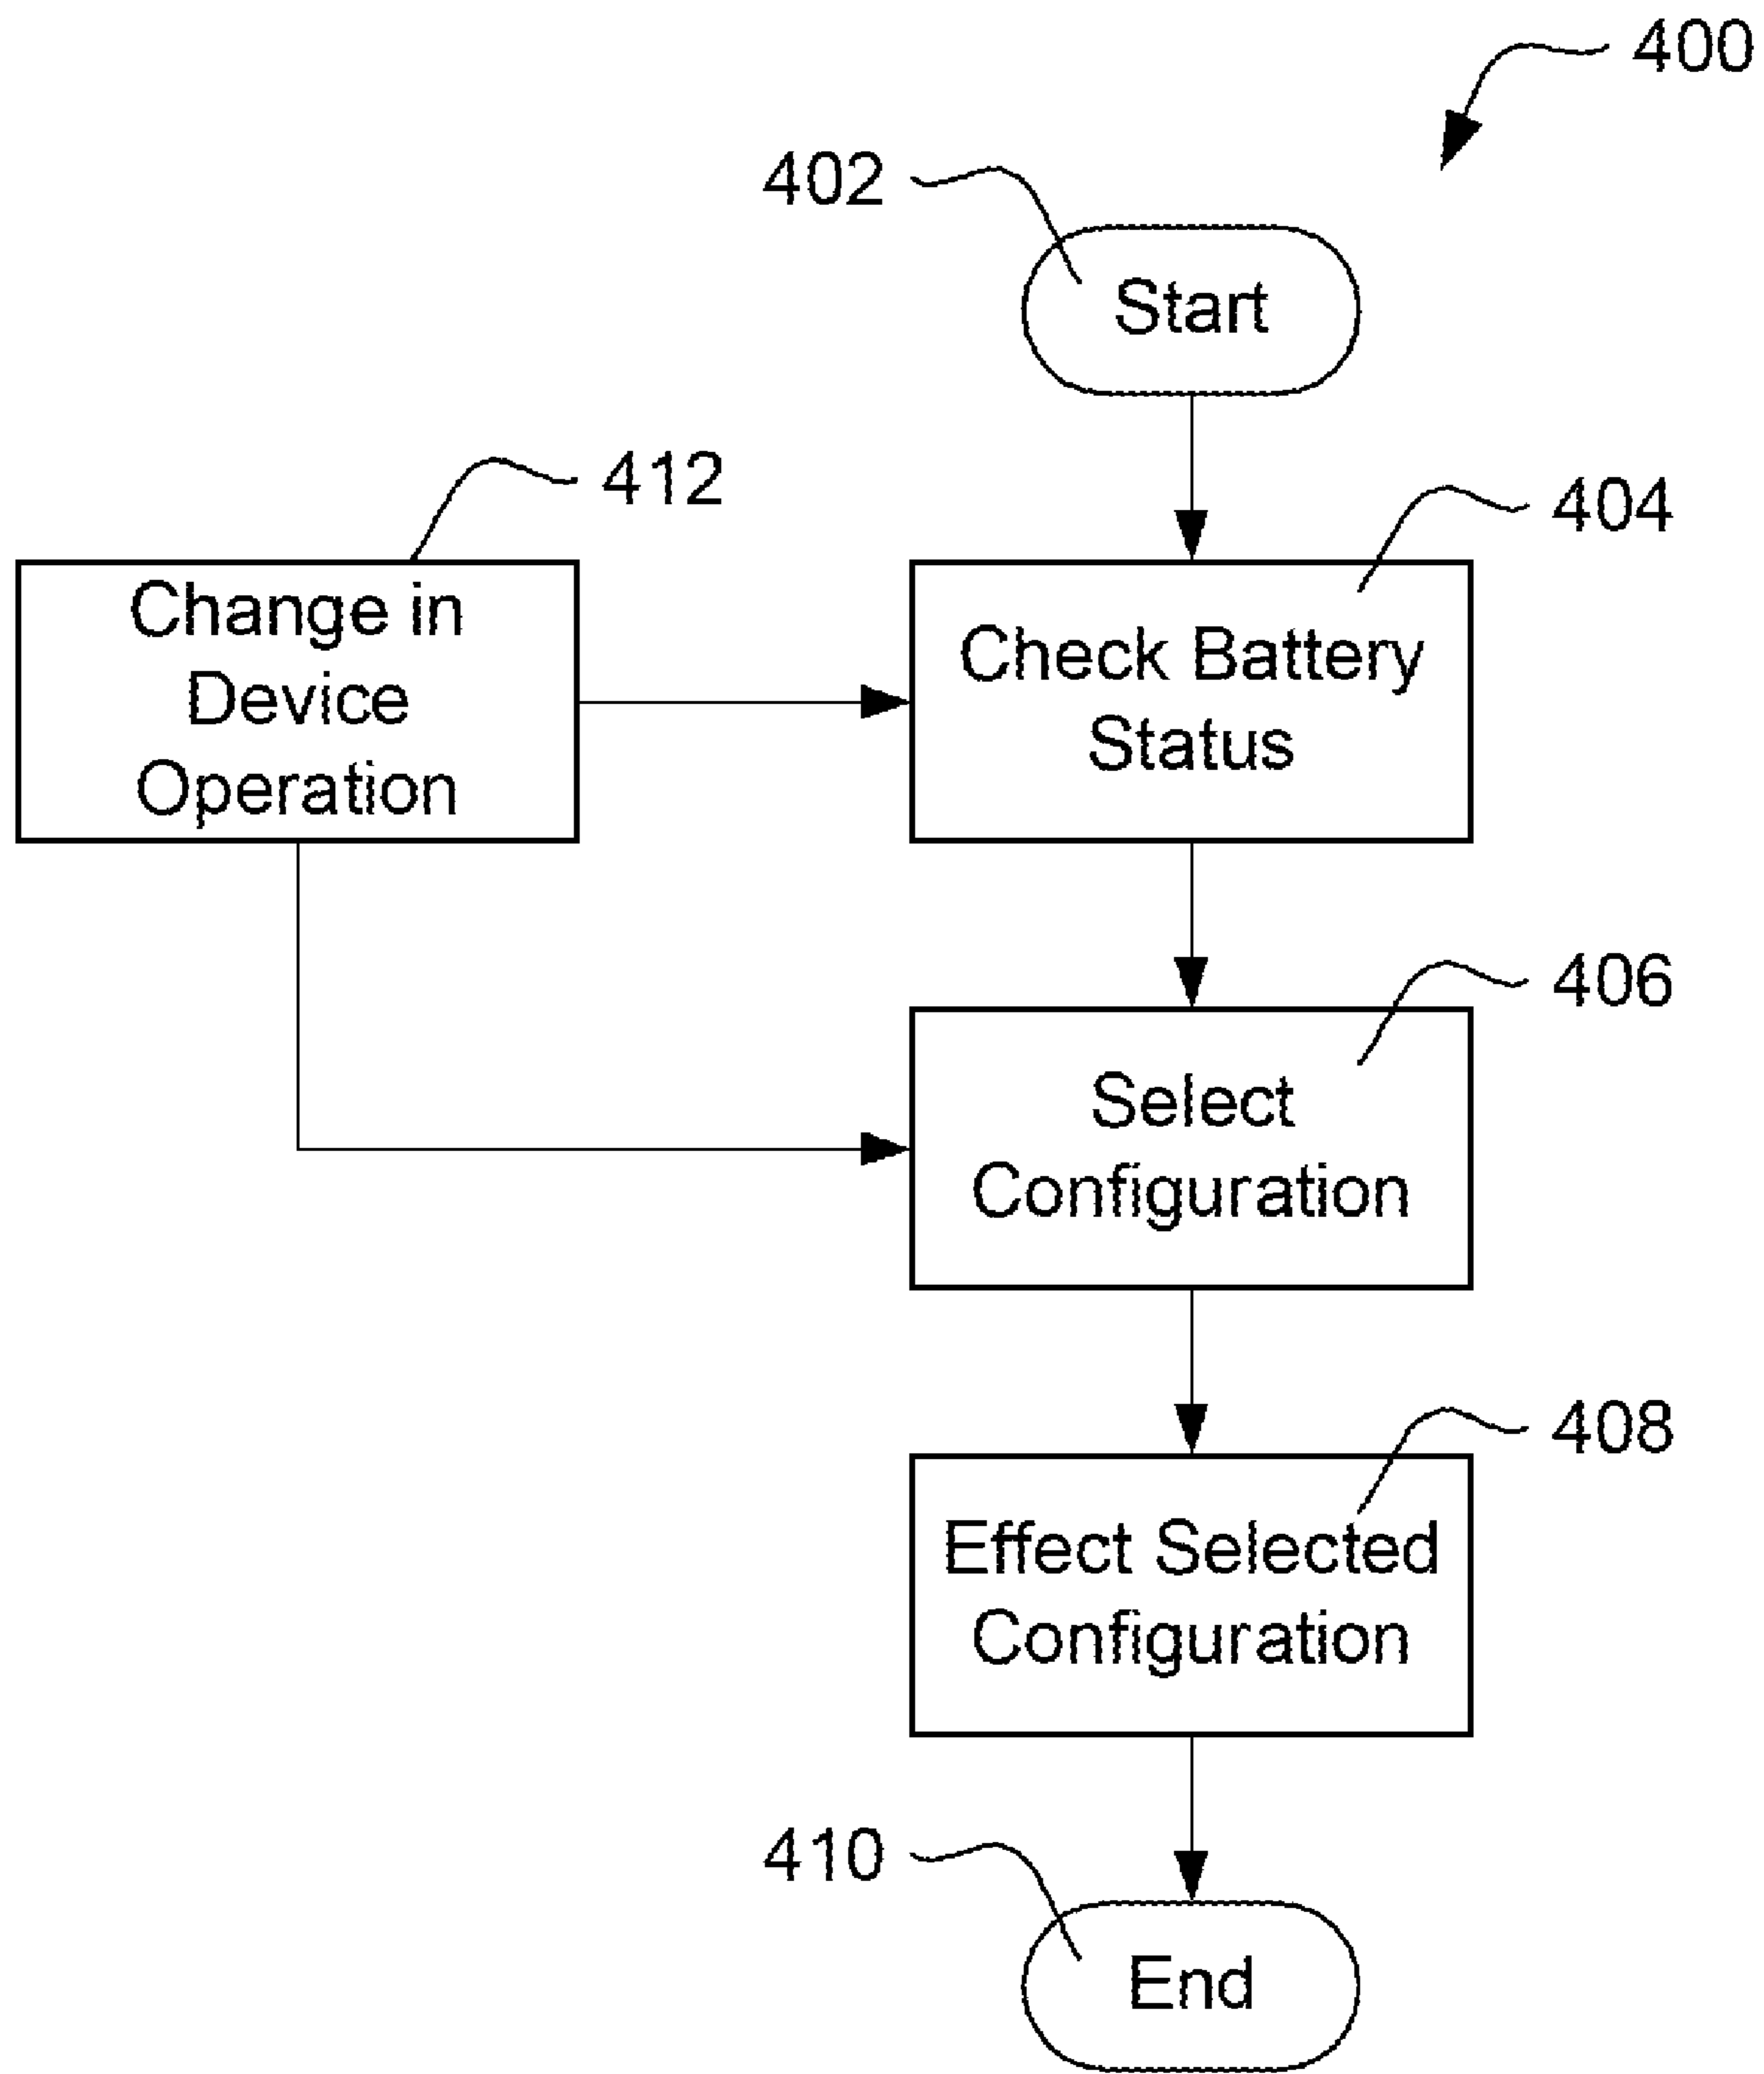 400
402
Start
412
404
Change in
Device
Operation
Check Battery
Status
406
Select
Configuration
408
Effect Selected
Configuration
410
End